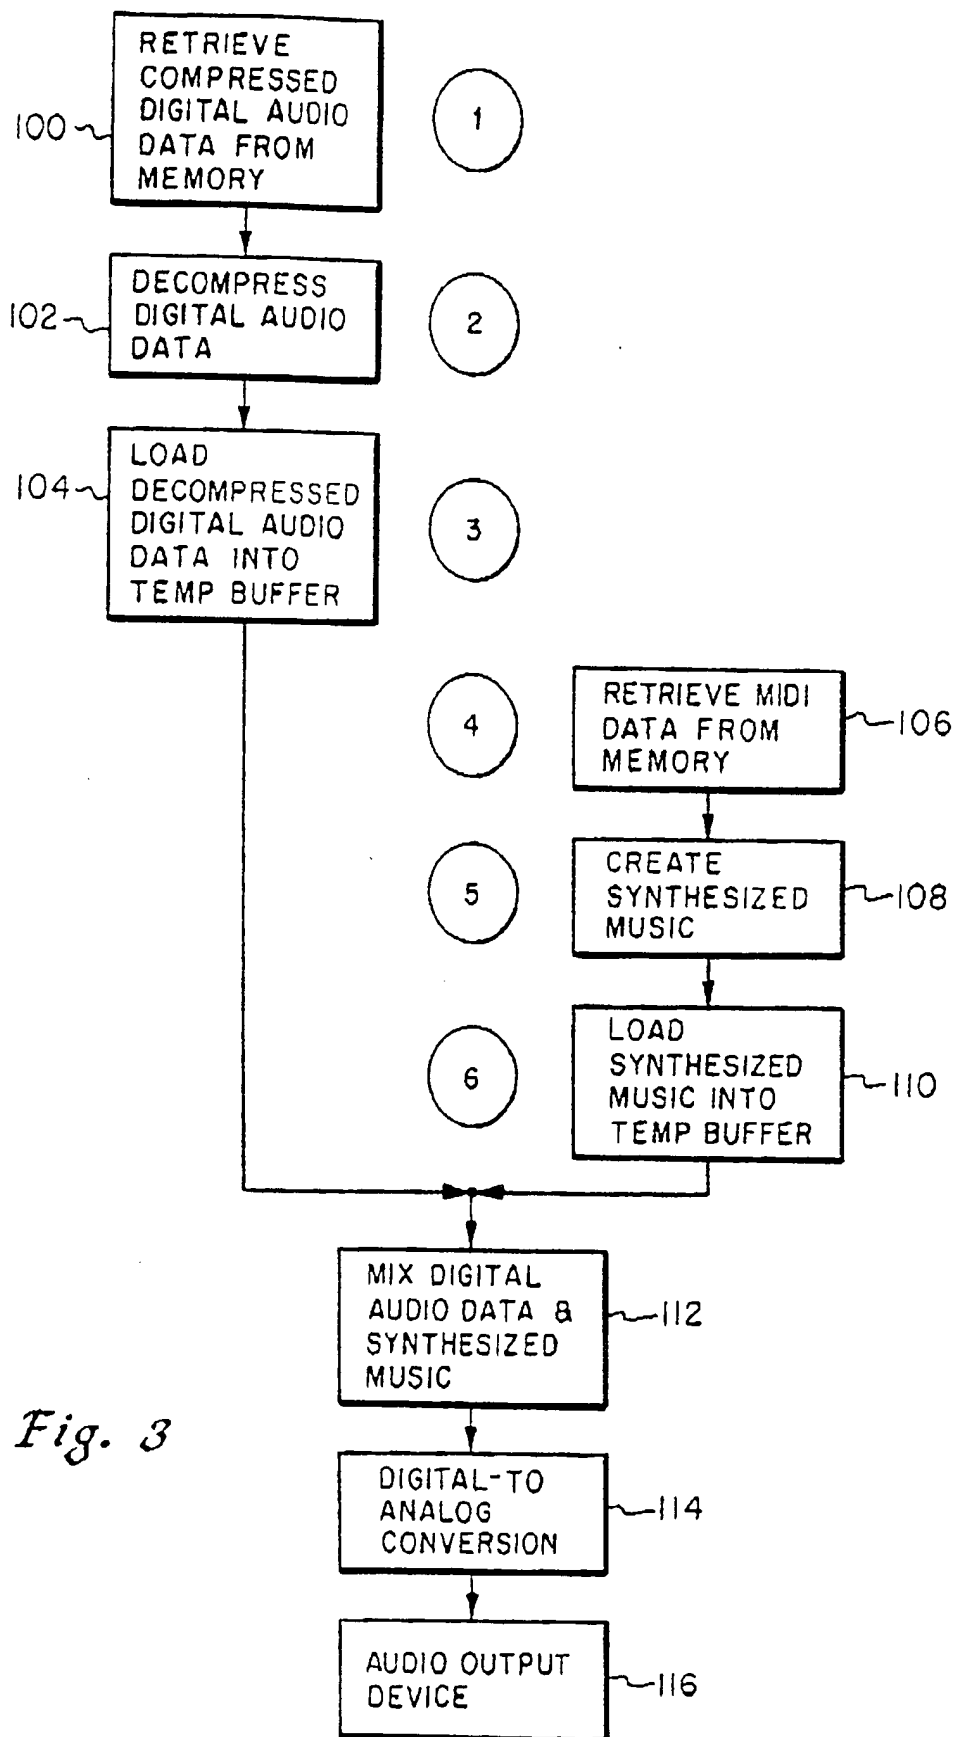 RETRIEVE
COMPRESSED
DIGITAL AUDIO
DATA FROM
MEMORY
100
1
DECOMPRESS
DIGITAL AUDIO
DATA
102
2
LOAD
DECOMPRESSED
DIGITAL AUDIO
DATA INTO
TEMP BUFFER
104
3
4
RETRIEVE MIDI
DATA FROM
MEMORY
106
5
CREATE
SYNTHESIZED
MUSIC
108
6
LOAD
SYNTHESIZED
MUSIC INTO
TEMP BUFFER
110
MIX DIGITAL
AUDIO DATA &
SYNTHESIZED
MUSIC
112
Fig. 3
DIGITAL-TO
ANALOG
CONVERSION
114
AUDIO OUTPUT
DEVICE
116